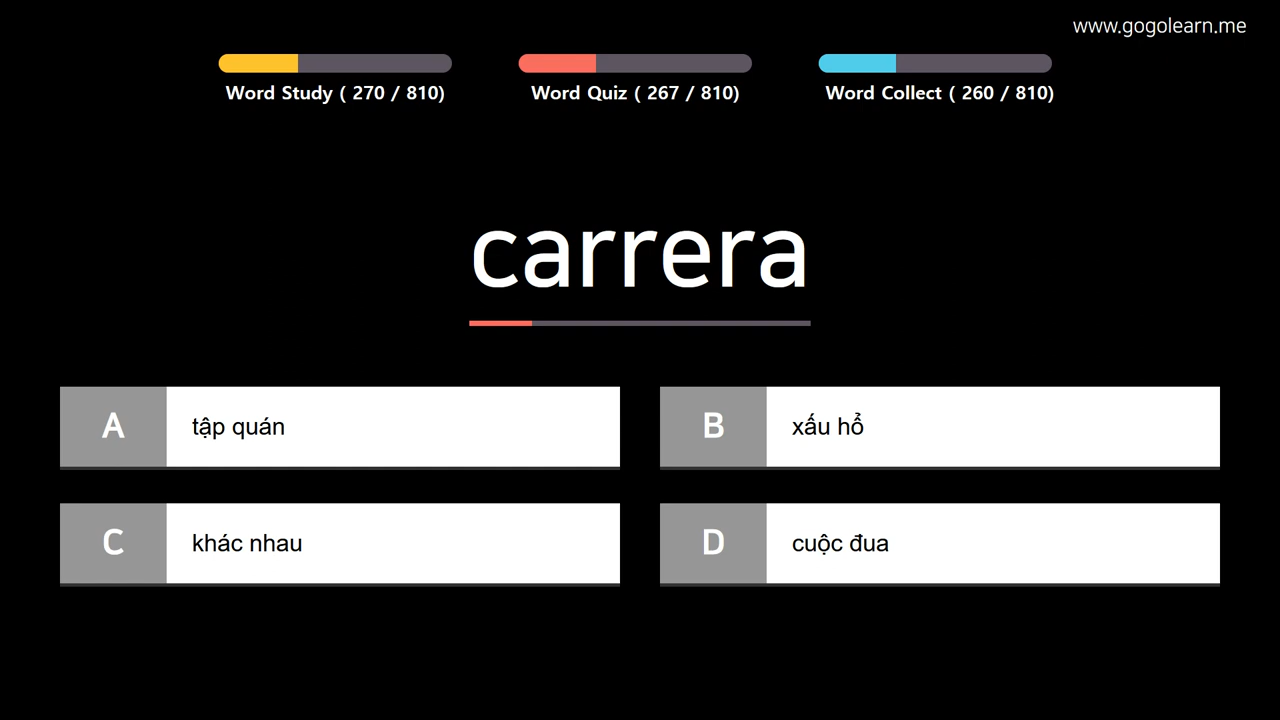 www.gogolearn.me
Word Study ( 270 / 810)
Word Quiz ( 267 / 810)
Word Collect ( 260 / 810)
carrera
A tập quán
B xấu hổ
C khác nhau
D cuộc đua